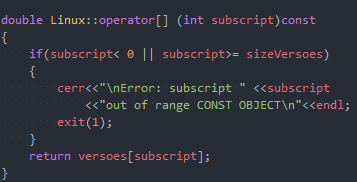 double Linux::operator[] (int subscript)const
{
if(subscript< 0 || subscript>= sizeVersoes)
{
cerr<<"\nError: subscript " <<subscript
<<"out of range CONST OBJECT\n"<<endl;
exit(1);
}
return versoes[subscript];
}